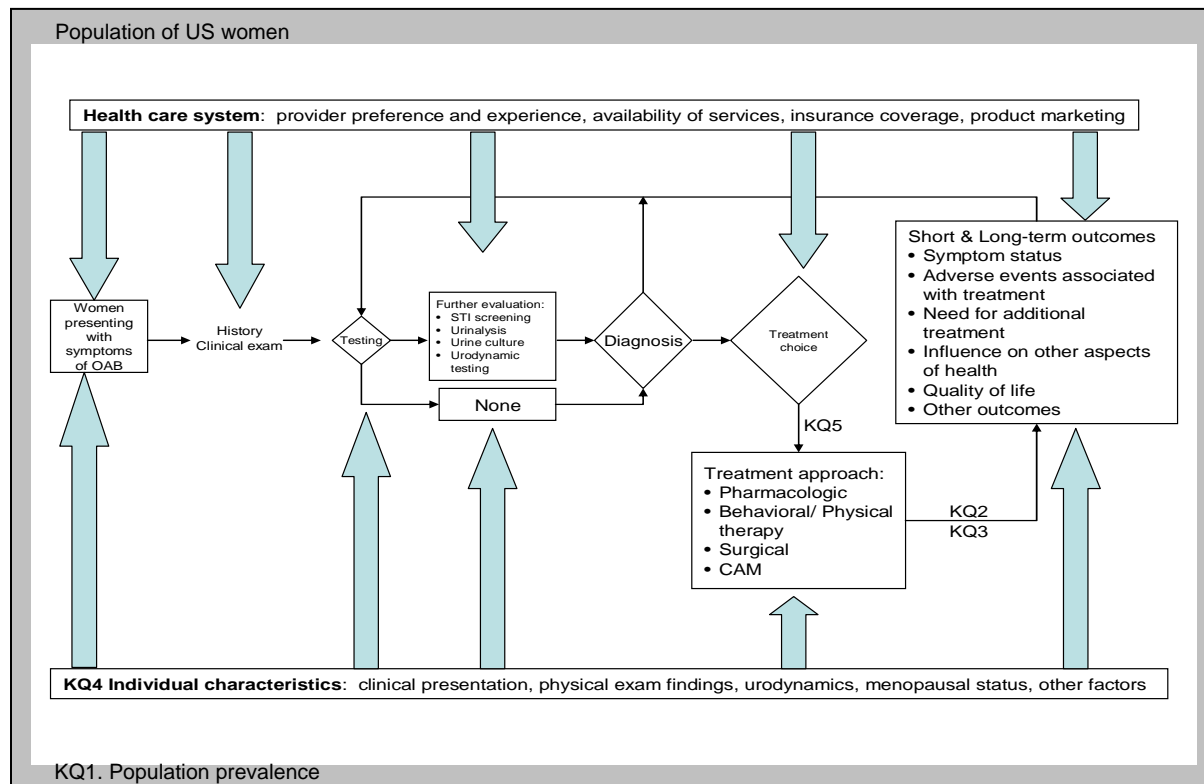 Population of US women
Health care system: provider preference and experience, availability of services, insurance coverage, product marketing
Women
presenting
with
symptoms
of OAB
History
Clinical exam
Testing
Further evaluation:
• STI screening
• Urinalysis
• Urine culture
• Urodynamic
testing
None
Diagnosis
Treatment
choice
KQ5
Treatment approach:
• Pharmacologic
• Behavioral/ Physical
therapy
• Surgical
• CAM
KQ2
KQ3
Short & Long-term outcomes
• Symptom status
• Adverse events associated
with treatment
• Need for additional
treatment
• Influence on other aspects
of health
• Quality of life
• Other outcomes
KQ4 Individual characteristics: clinical presentation, physical exam findings, urodynamics, menopausal status, other factors
KQ1. Population prevalence